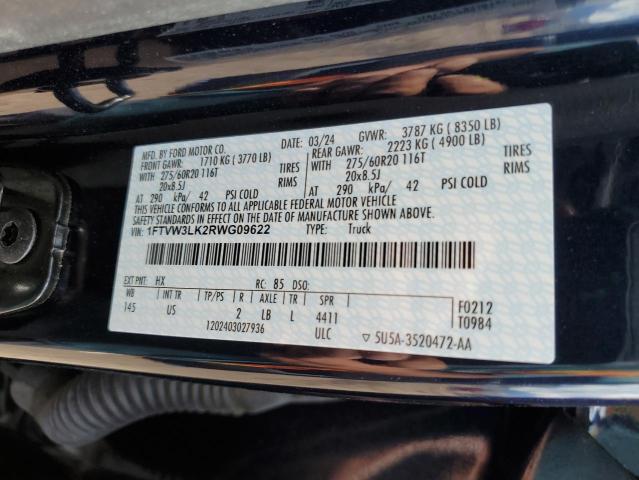 MFD. BY FORD MOTOR CO.
DATE: 03/24 GVWR: 3787 KG ( 8350 LB)
FRONT GAWR: 1710 KG ( 3770 LB) REAR GAWR: 2223 KG ( 4900 LB)
WITH 275/60R20 116T TIRES WITH 275/60R20 116T TIRES
20x8.5J RIMS 20x8.5J RIMS
AT 290 kPa/ 42 PSI COLD AT 290 kPa/ 42 PSI COLD
THIS VEHICLE CONFORMS TO ALL APPLICABLE FEDERAL MOTOR VEHICLE
SAFETY STANDARDS IN EFFECT ON THE DATE OF MANUFACTURE SHOWN ABOVE.
VIN: 1FTVW3LK2RWG09622 TYPE: Truck
EXT PNT: HX RC: 85 DSO:
WB INT TR TP/PS R AXLE TR SPR
145 US 2 LB L 4411
1202403027936 ULC
F0212
T0984
5U5A-3520472-AA